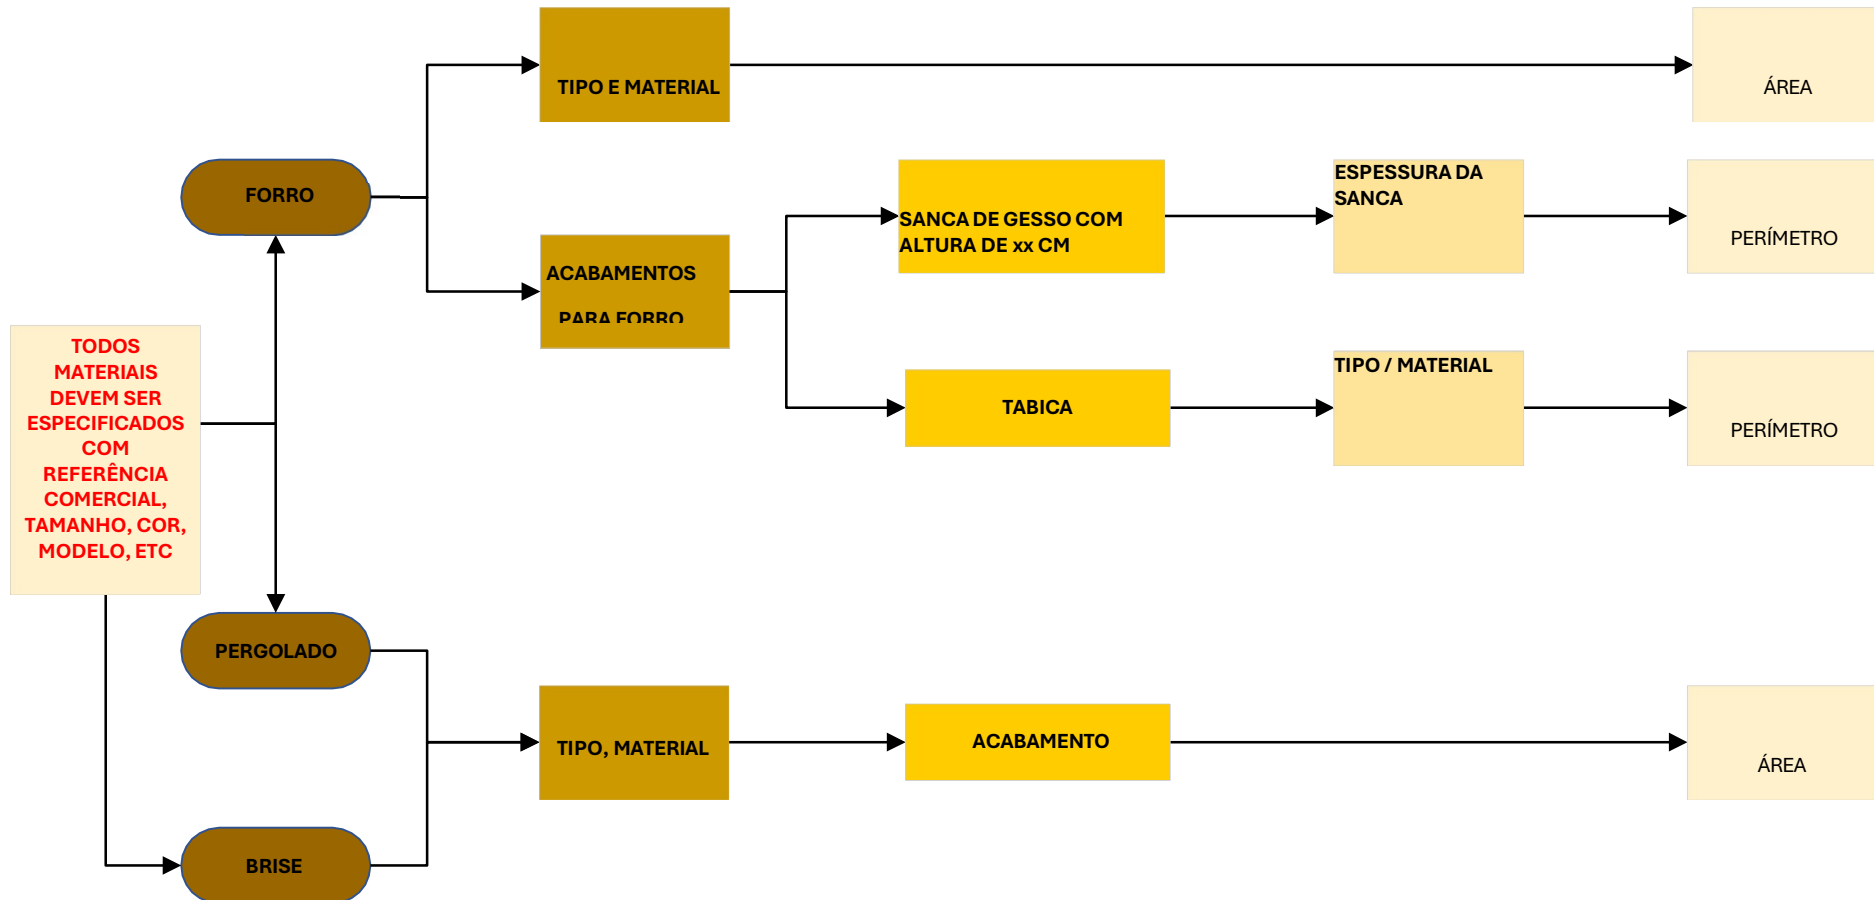 TIPO E MATERIAL
ÁREA
FORRO
ESPESSURA DA
SANCA
SANCA DE GESSO COM
ALTURA DE xx CM
PERÍMETRO
ACABAMENTOS
PARA FORRO
TODOS
MATERIAIS
DEVEM SER
ESPECIFICADOS
COM
REFERÊNCIA
COMERCIAL,
TAMANHO, COR,
MODELO, ETC
TIPO / MATERIAL
TABICA
PERÍMETRO
PERGOLADO
TIPO, MATERIAL
ACABAMENTO
ÁREA
BRISE